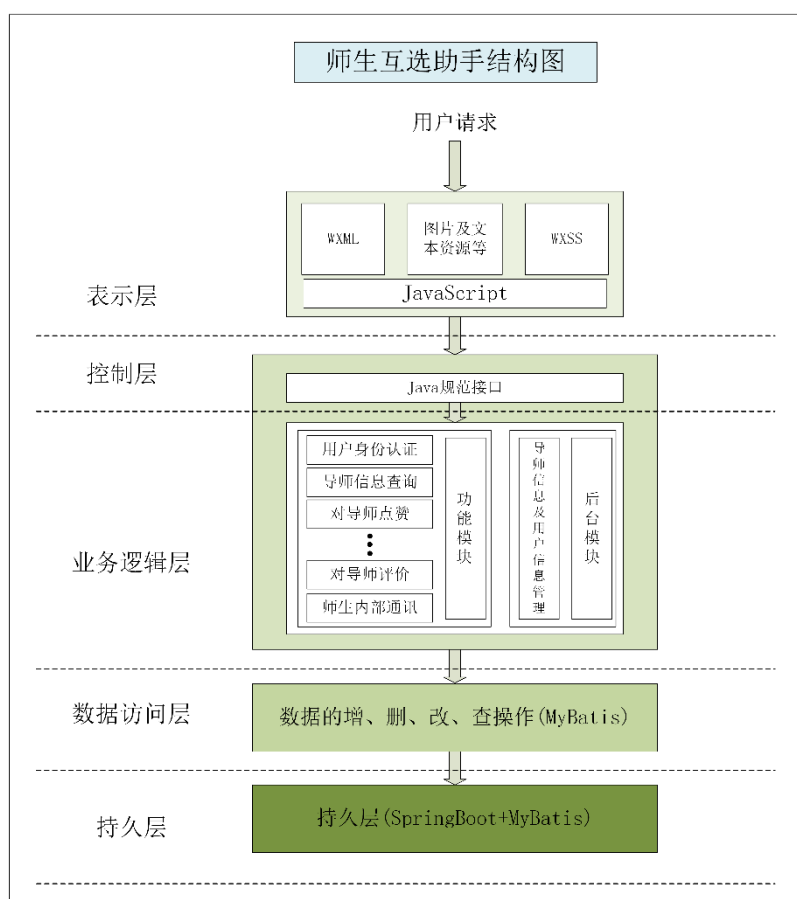 师生互选助手结构图
用户请求
WXML
图片及文
本资源等
WXSS
JavaScript
表示层
控制层
Java规范接口
业务逻辑层
用户身份认证
导师信息查询
对导师点赞
对导师评价
师生内部通讯
功能模块
导师信息及用户信息管理
后台模块
数据访问层
数据的增、删、改、查操作(MyBatis)
持久层
持久层(SpringBoot+MyBatis)